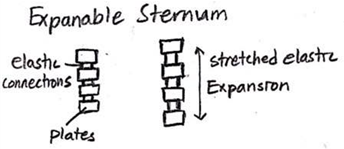 Expanable Sternum
elastic
connections
plates
stretched elastic
Expansion